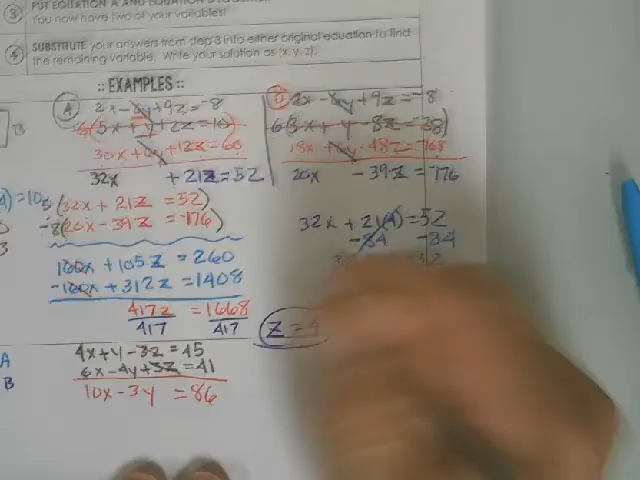 ③ PUT EQUATION A AND EQUATION B
You now have two of your variables!
④ SUBSTITUTE your answers from step 3 into either original equation to find
the remaining variable. Write your solution as (x, y, z).
:: EXAMPLES ::
A
2x - 6y + 9z = -8
6(5x + y + 2z = 10)
30x + 6y + 12z = 60
32x + 21z = 52
B
2x - 6y + 9z = -8
6(3x + y - 8z = -28)
18x + 6y - 48z = -168
20x - 39z = -176
5(32x + 21z = 52)
-8(20x - 39z = -176)
160x + 105z = 260
-160x + 312z = 1408
417z = 1668
417 417
z = 4
32x + 21(4) = 52
-84 -84
A 4x + y - 3z = 45
B 6x - 4y + 3z = 41
10x - 3y = 86